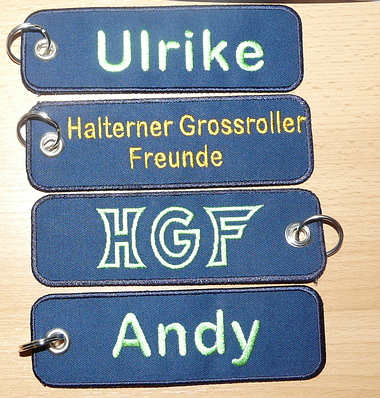 Ulrike
Halterner Grossroller
Freunde
HGF
Andy